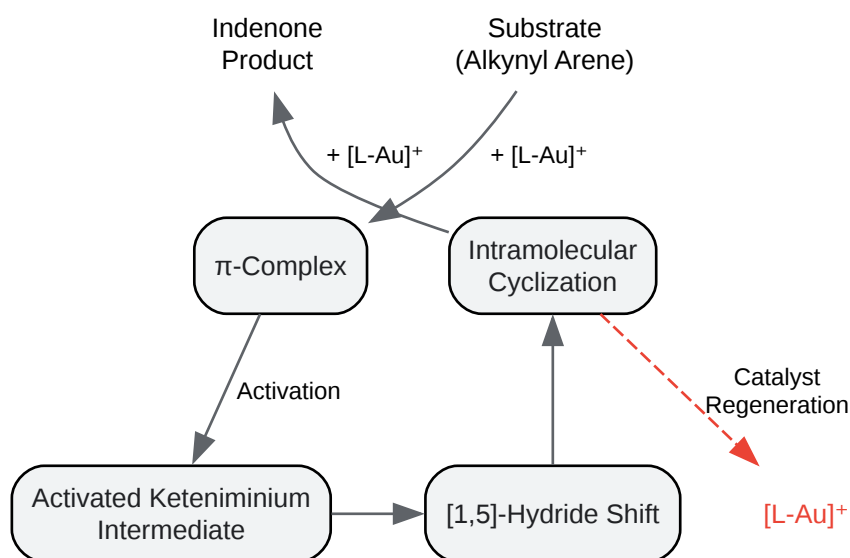 Indenone
Product
Substrate
(Alkynyl Arene)
+ [L-Au]⁺
+ [L-Au]⁺
π-Complex
Intramolecular
Cyclization
Activation
Catalyst
Regeneration
Activated Keteniminium
Intermediate
[1,5]-Hydride Shift
[L-Au]⁺